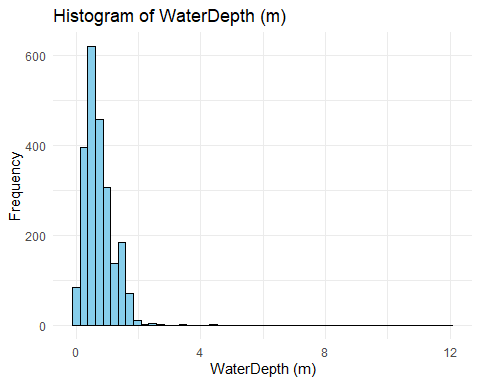 Histogram of WaterDepth (m)
600
400
200
0
Frequency
0 4 8 12
WaterDepth (m)